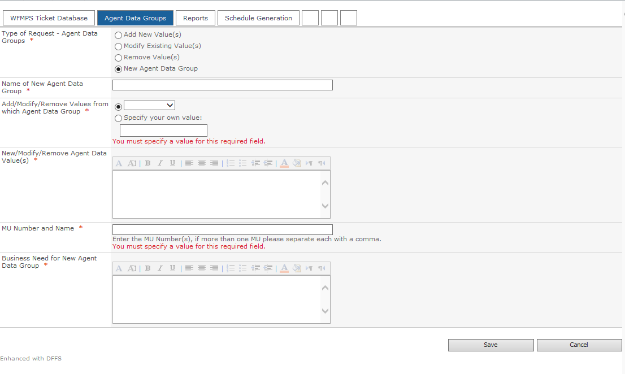 WFMPS Ticket Database Agent Data Groups Reports Schedule Generation
Type of Request - Agent Data Groups *
Add New Value(s)
Modify Existing Value(s)
Remove Value(s)
New Agent Data Group
Name of New Agent Data Group *
Add/Modify/Remove Values from which Agent Data Group *
Specify your own value:
You must specify a value for this required field.
New/Modify/Remove Agent Data Value(s) *
MU Number and Name *
Enter the MU Number(s), if more than one MU please separate each with a comma.
You must specify a value for this required field.
Business Need for New Agent Data Group *
Save Cancel
Enhanced with DFFS